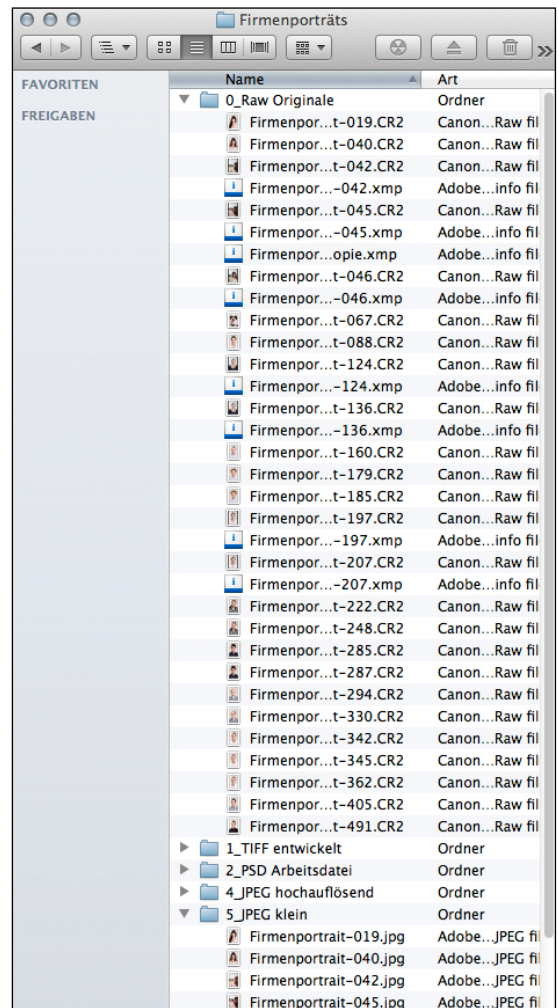 Firmenporträts
FAVORITEN
FREIGABEN
Name Art
0_Raw Originale Ordner
Firmenpor...t-019.CR2 Canon...Raw fil
Firmenpor...t-040.CR2 Canon...Raw fil
Firmenpor...t-042.CR2 Canon...Raw fil
Firmenpor...-042.xmp Adobe...info fil
Firmenpor...t-045.CR2 Canon...Raw fil
Firmenpor...-045.xmp Adobe...info fil
Firmenpor...opie.xmp Adobe...info fil
Firmenpor...t-046.CR2 Canon...Raw fil
Firmenpor...-046.xmp Adobe...info fil
Firmenpor...t-067.CR2 Canon...Raw fil
Firmenpor...t-088.CR2 Canon...Raw fil
Firmenpor...t-124.CR2 Canon...Raw fil
Firmenpor...-124.xmp Adobe...info fil
Firmenpor...t-136.CR2 Canon...Raw fil
Firmenpor...-136.xmp Adobe...info fil
Firmenpor...t-160.CR2 Canon...Raw fil
Firmenpor...t-179.CR2 Canon...Raw fil
Firmenpor...t-185.CR2 Canon...Raw fil
Firmenpor...t-197.CR2 Canon...Raw fil
Firmenpor...-197.xmp Adobe...info fil
Firmenpor...t-207.CR2 Canon...Raw fil
Firmenpor...-207.xmp Adobe...info fil
Firmenpor...t-222.CR2 Canon...Raw fil
Firmenpor...t-248.CR2 Canon...Raw fil
Firmenpor...t-285.CR2 Canon...Raw fil
Firmenpor...t-287.CR2 Canon...Raw fil
Firmenpor...t-294.CR2 Canon...Raw fil
Firmenpor...t-330.CR2 Canon...Raw fil
Firmenpor...t-342.CR2 Canon...Raw fil
Firmenpor...t-345.CR2 Canon...Raw fil
Firmenpor...t-362.CR2 Canon...Raw fil
Firmenpor...t-405.CR2 Canon...Raw fil
Firmenpor...t-491.CR2 Canon...Raw fil
1_TIFF entwickelt Ordner
2_PSD Arbeitsdatei Ordner
4_JPEG hochauflösend Ordner
5_JPEG klein Ordner
Firmenportrait-019.jpg Adobe...JPEG fil
Firmenportrait-040.jpg Adobe...JPEG fil
Firmenportrait-042.jpg Adobe...JPEG fil
Firmenportrait-045.jpg Adobe...JPEG fil